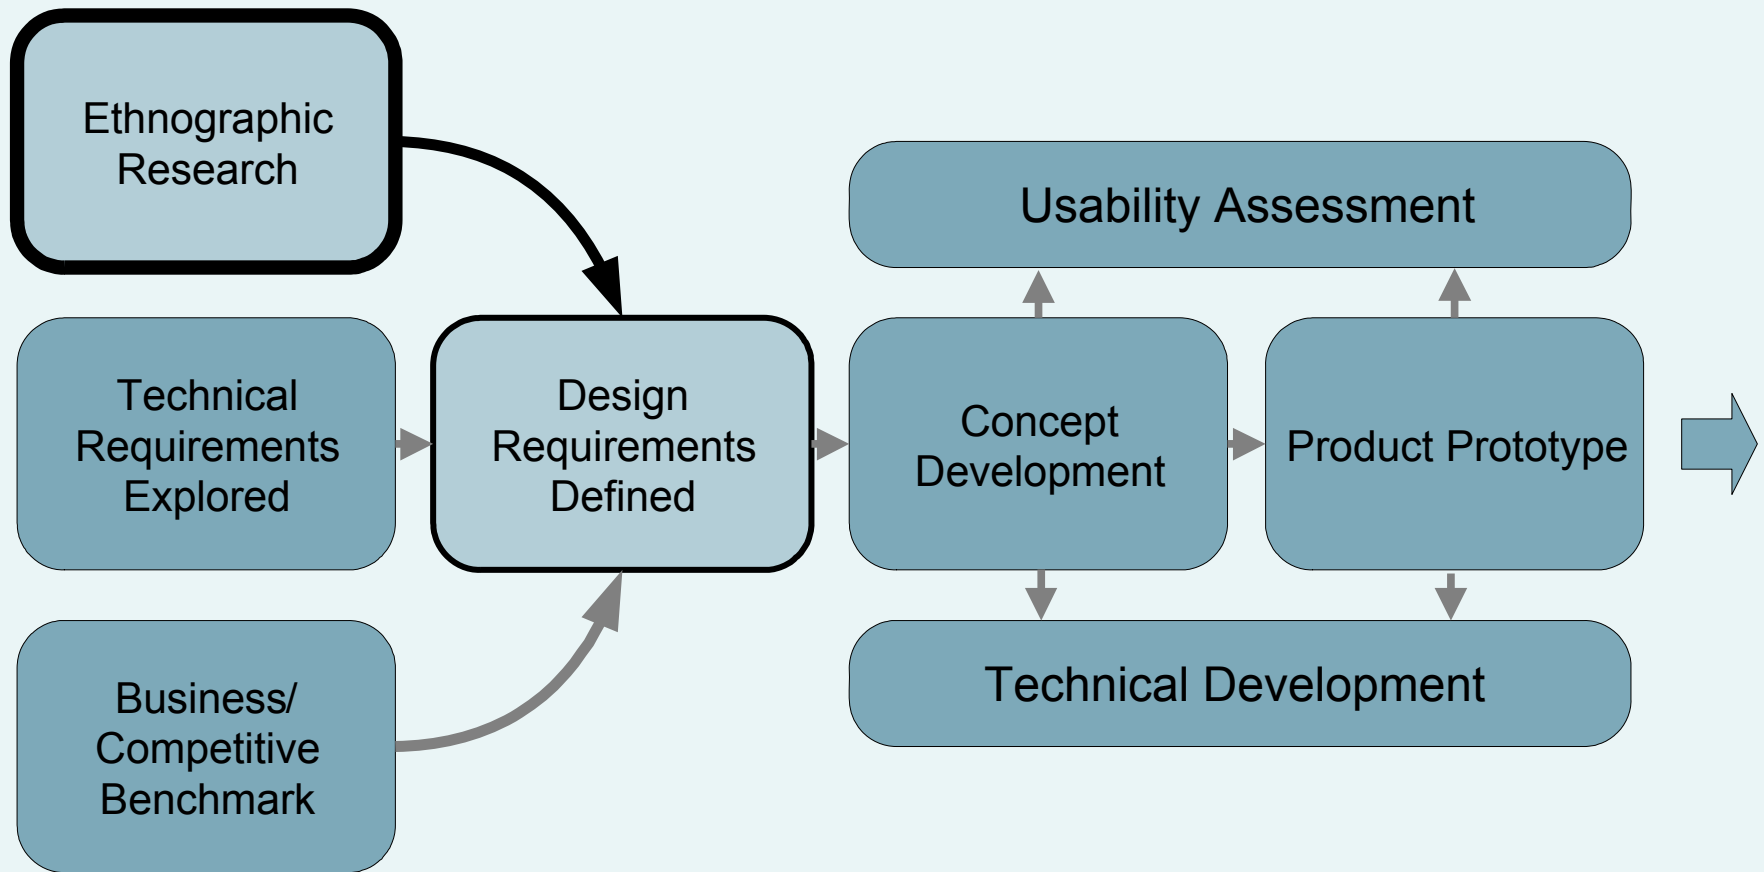 Ethnographic
Research
Usability Assessment
Technical
Requirements
Explored
Design
Requirements
Defined
Concept
Development
Product Prototype
Business/
Competitive
Benchmark
Technical Development